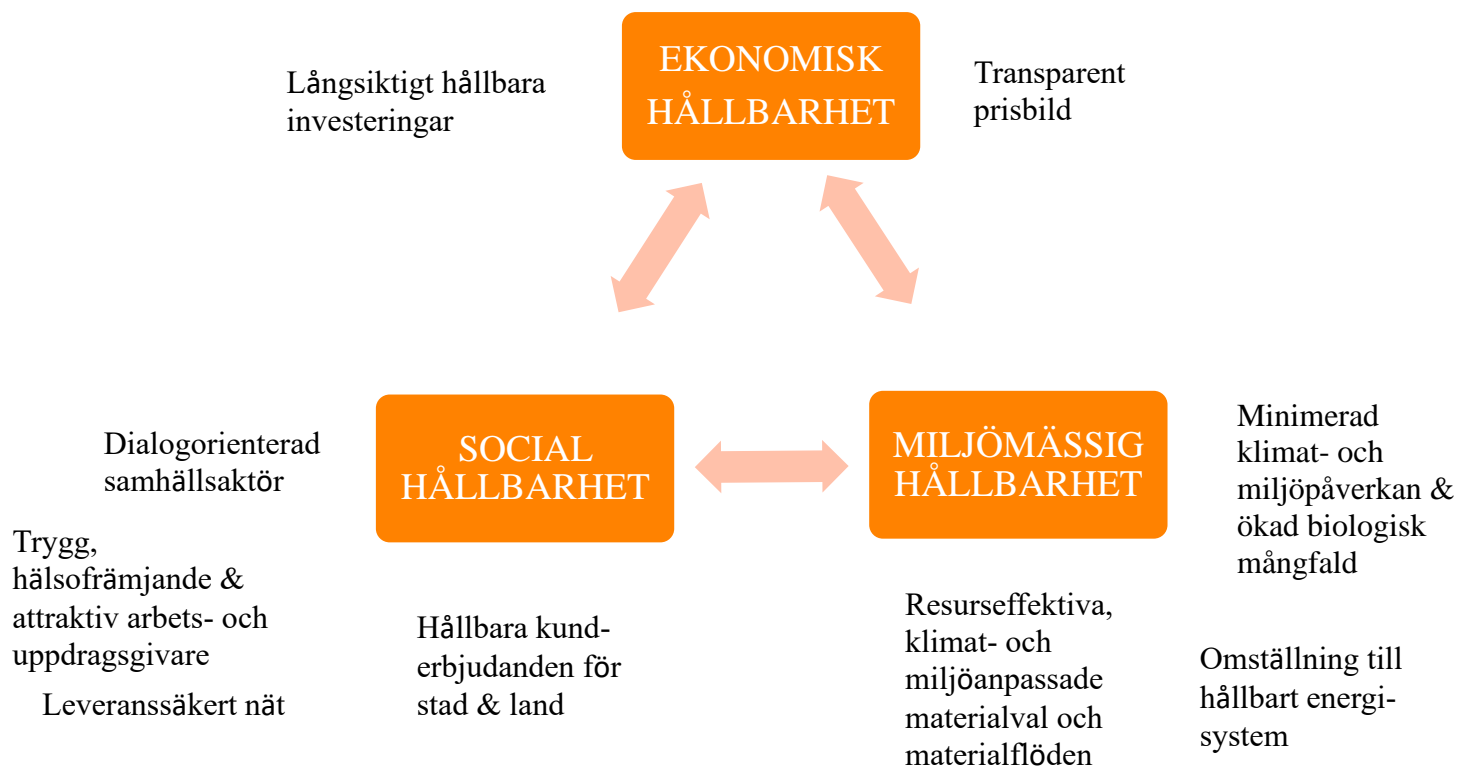 EKONOMISK
HÅLLBARHET
Långsiktigt hållbara
investeringar
Transparent
prisbild
SOCIAL
HÅLLBARHET
Dialogorienterad
samhällsaktör
Trygg,
hälsofrämjande &
attraktiv arbets- och
uppdragsgivare
Leveranssäkert nät
Hållbara kund-
erbjudanden för
stad & land
MILJÖMÄSSIG
HÅLLBARHET
Minimerad
klimat- och
miljöpåverkan &
ökad biologisk
mångfald
Resurseffektiva,
klimat- och
miljöanpassade
materialval och
materialflöden
Omställning till
hållbart energi-
system